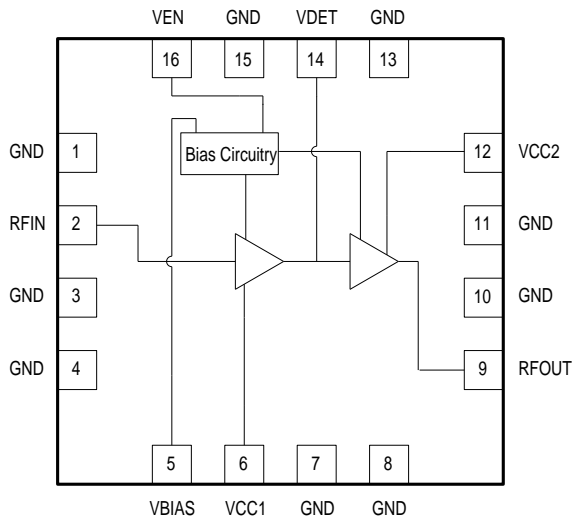 VEN GND VDET GND
16 15 14 13
GND 1
Bias Circuitry
12 VCC2
RFIN 2
11 GND
GND 3
10 GND
GND 4
9 RFOUT
5 6 7 8
VBIAS VCC1 GND GND